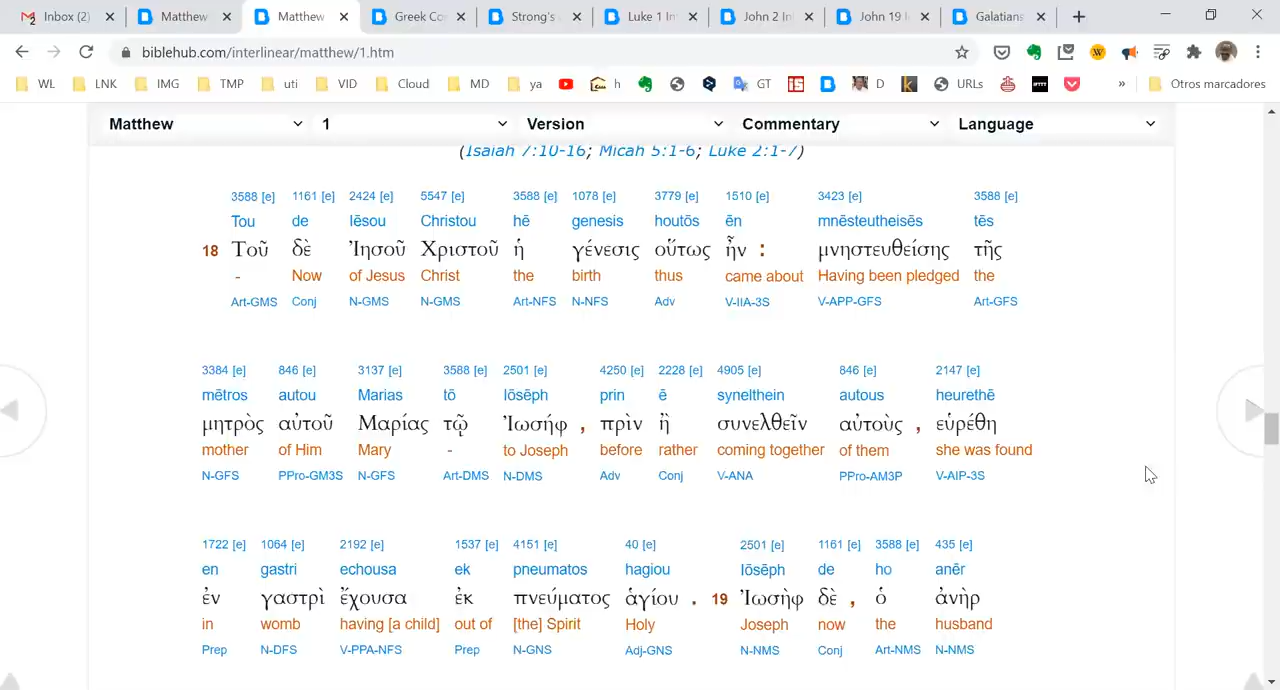 Inbox (2) Matthew Matthew Greek Co Strong's Luke 1 In John 2 In John 19 I Galatians
biblehub.com/interlinear/matthew/1.htm
WL LNK IMG TMP uti VID Cloud MD ya h GT D URLs » Otros marcadores
Matthew 1 Version Commentary Language
(Isaiah 7:10-16; Micah 5:1-6; Luke 2:1-7)
3588 [e] 1161 [e] 2424 [e] 5547 [e] 3588 [e] 1078 [e] 3779 [e] 1510 [e] 3423 [e] 3588 [e]
Tou de Iēsou Christou hē genesis houtōs ēn mnēsteutheisēs tēs
18 Τοῦ δὲ Ἰησοῦ Χριστοῦ ἡ γένεσις οὕτως ἦν : μνηστευθείσης τῆς
- Now of Jesus Christ the birth thus came about Having been pledged the
Art-GMS Conj N-GMS N-GMS Art-NFS N-NFS Adv V-IIA-3S V-APP-GFS Art-GFS
3384 [e] 846 [e] 3137 [e] 3588 [e] 2501 [e] 4250 [e] 2228 [e] 4905 [e] 846 [e] 2147 [e]
mētros autou Marias tō Iōsēph prin ē synelthein autous heurethē
μητρὸς αὐτοῦ Μαρίας τῷ Ἰωσήφ , πρὶν ἢ συνελθεῖν αὐτοὺς , εὑρέθη
mother of Him Mary - to Joseph before rather coming together of them she was found
N-GFS PPro-GM3S N-GFS Art-DMS N-DMS Adv Conj V-ANA PPro-AM3P V-AIP-3S
1722 [e] 1064 [e] 2192 [e] 1537 [e] 4151 [e] 40 [e] 2501 [e] 1161 [e] 3588 [e] 435 [e]
en gastri echousa ek pneumatos hagiou Iōsēph de ho anēr
ἐν γαστρὶ ἔχουσα ἐκ πνεύματος ἁγίου . 19 Ἰωσὴφ δὲ , ὁ ἀνὴρ
in womb having [a child] out of [the] Spirit Holy Joseph now the husband
Prep N-DFS V-PPA-NFS Prep N-GNS Adj-GNS N-NMS Conj Art-NMS N-NMS